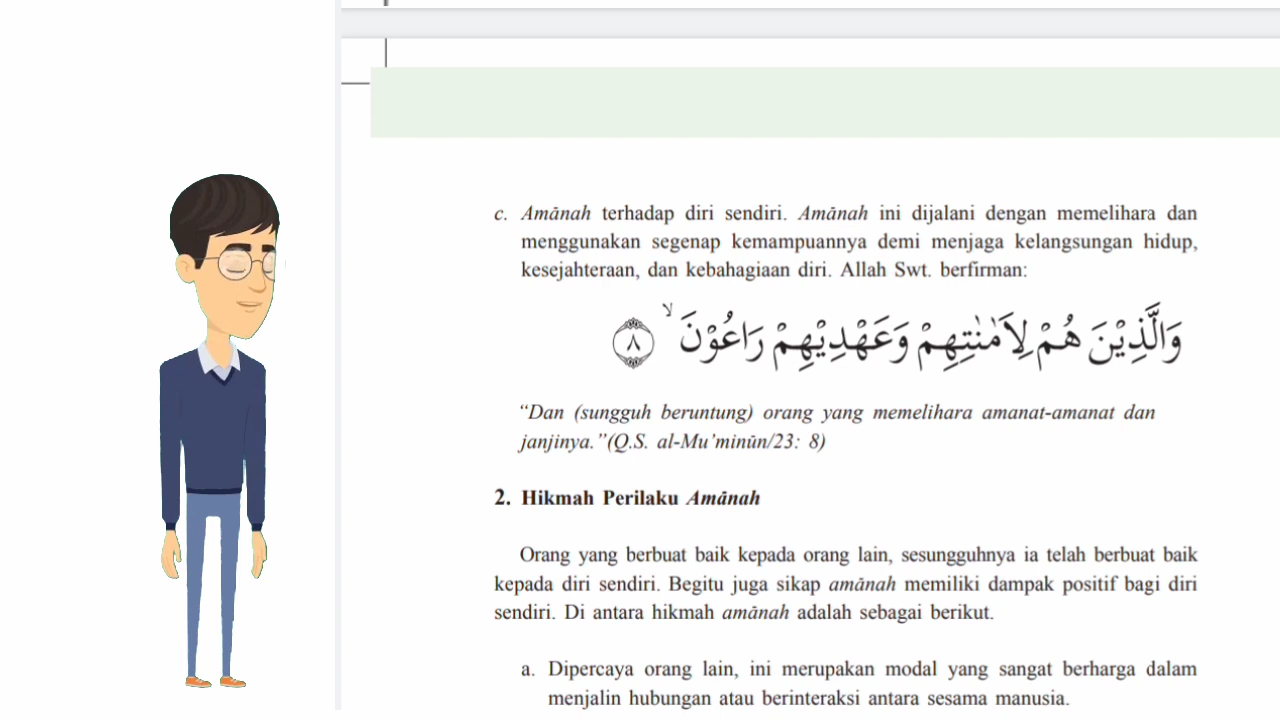 c. Amānah terhadap diri sendiri. Amānah ini dijalani dengan memelihara dan
menggunakan segenap kemampuannya demi menjaga kelangsungan hidup,
kesejahteraan, dan kebahagiaan diri. Allah Swt. berfirman:
وَالَّذِيْنَ هُمْ لِاَمٰنٰتِهِمْ وَعَهْدِهِمْ رَاعُوْنَ ۙ ٨
“Dan (sungguh beruntung) orang yang memelihara amanat-amanat dan
janjinya.”(Q.S. al-Mu’minūn/23: 8)
2. Hikmah Perilaku Amānah
Orang yang berbuat baik kepada orang lain, sesungguhnya ia telah berbuat baik
kepada diri sendiri. Begitu juga sikap amānah memiliki dampak positif bagi diri
sendiri. Di antara hikmah amānah adalah sebagai berikut.
a. Dipercaya orang lain, ini merupakan modal yang sangat berharga dalam
menjalin hubungan atau berinteraksi antara sesama manusia.